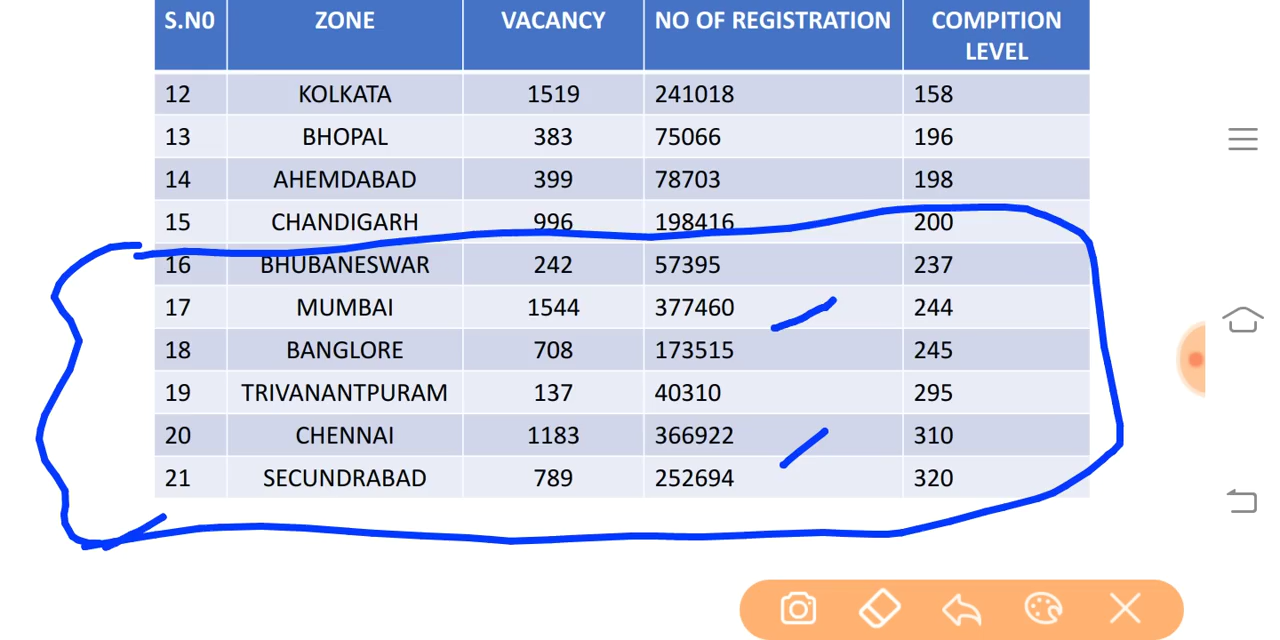 S.N0 ZONE VACANCY NO OF REGISTRATION COMPITION
LEVEL
12 KOLKATA 1519 241018 158
13 BHOPAL 383 75066 196
14 AHEMDABAD 399 78703 198
15 CHANDIGARH 996 198416 200
16 BHUBANESWAR 242 57395 237
17 MUMBAI 1544 377460 244
18 BANGLORE 708 173515 245
19 TRIVANANTPURAM 137 40310 295
20 CHENNAI 1183 366922 310
21 SECUNDRABAD 789 252694 320